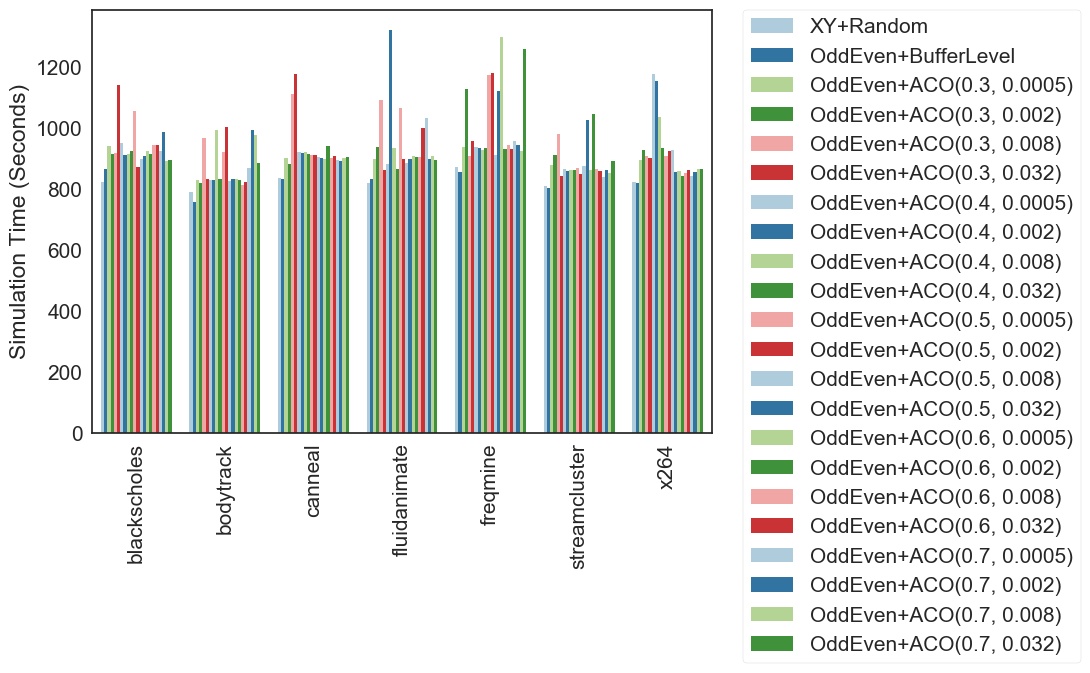 Simulation Time (Seconds)
1200
1000
800
600
400
200
0
blackscholes
bodytrack
canneal
fluidanimate
freqmine
streamcluster
x264
XY+Random
OddEven+BufferLevel
OddEven+ACO(0.3, 0.0005)
OddEven+ACO(0.3, 0.002)
OddEven+ACO(0.3, 0.008)
OddEven+ACO(0.3, 0.032)
OddEven+ACO(0.4, 0.0005)
OddEven+ACO(0.4, 0.002)
OddEven+ACO(0.4, 0.008)
OddEven+ACO(0.4, 0.032)
OddEven+ACO(0.5, 0.0005)
OddEven+ACO(0.5, 0.002)
OddEven+ACO(0.5, 0.008)
OddEven+ACO(0.5, 0.032)
OddEven+ACO(0.6, 0.0005)
OddEven+ACO(0.6, 0.002)
OddEven+ACO(0.6, 0.008)
OddEven+ACO(0.6, 0.032)
OddEven+ACO(0.7, 0.0005)
OddEven+ACO(0.7, 0.002)
OddEven+ACO(0.7, 0.008)
OddEven+ACO(0.7, 0.032)